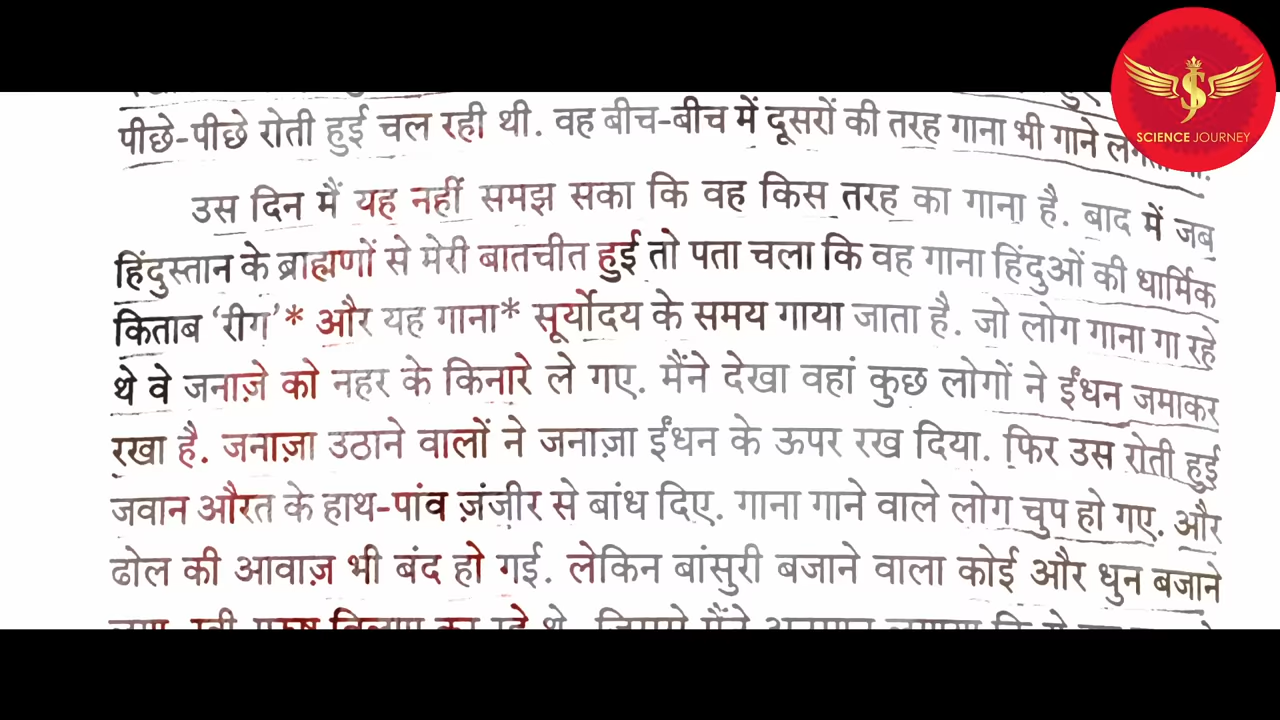 पीछे-पीछे रोती हुई चल रही थी. वह बीच-बीच में दूसरों की तरह गाना भी गाने
उस दिन मैं यह नहीं समझ सका कि वह किस तरह का गाना है. बाद में जब
हिंदुस्तान के ब्राह्मणों से मेरी बातचीत हुई तो पता चला कि वह गाना हिंदुओं की धार्मिक
किताब ‘रीग’* और यह गाना* सूर्योदय के समय गाया जाता है. जो लोग गाना गा रहे
थे वे जनाज़े को नहर के किनारे ले गए. मैंने देखा वहां कुछ लोगों ने ईंधन जमाकर
रखा है. जनाज़ा उठाने वालों ने जनाज़ा ईंधन के ऊपर रख दिया. फिर उस रोती हुई
जवान औरत के हाथ-पांव ज़ंजीर से बांध दिए. गाना गाने वाले लोग चुप हो गए. और
ढोल की आवाज़ भी बंद हो गई. लेकिन बांसुरी बजाने वाला कोई और धुन बजाने
SCIENCE JOURNEY